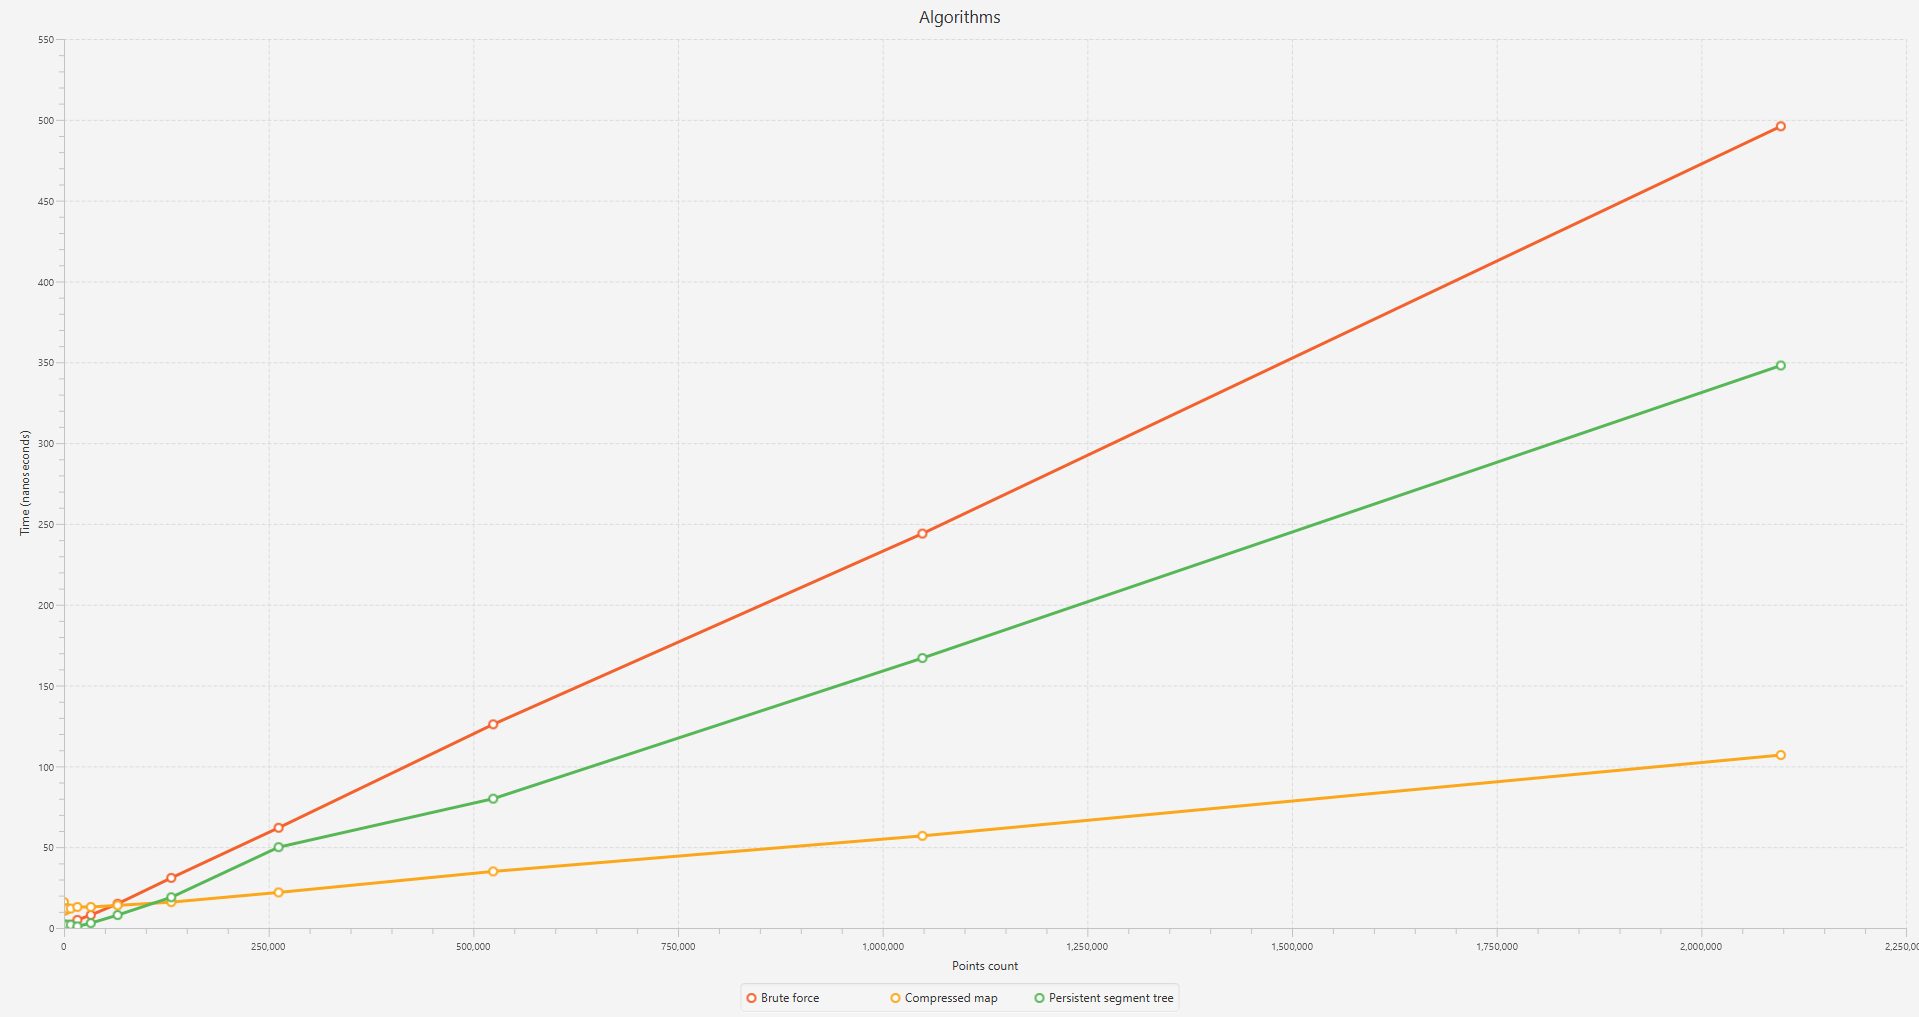 Algorithms
550
500
450
400
350
300
250
200
150
100
50
0
Time (nanoseconds)
0 250,000 500,000 750,000 1,000,000 1,250,000 1,500,000 1,750,000 2,000,000 2,250,00
Points count
Brute force Compressed map Persistent segment tree